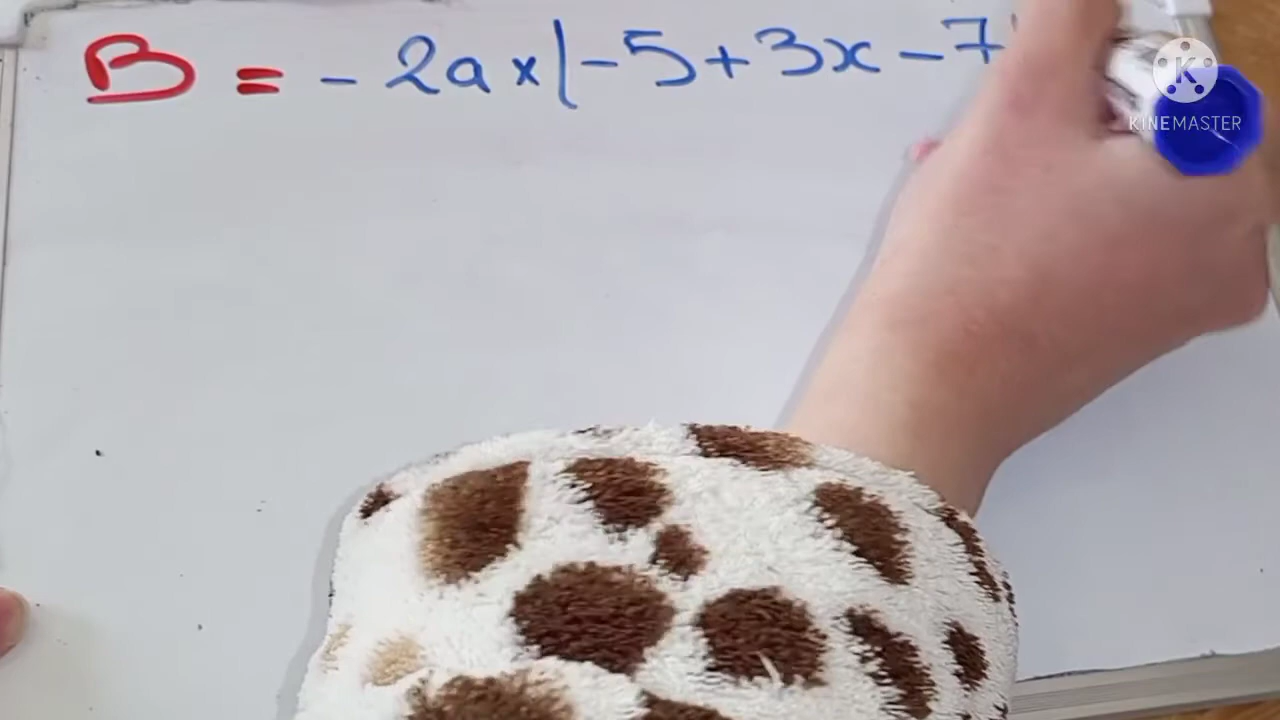 B = - 2a x (-5 + 3x - 7
K
KINEMASTER